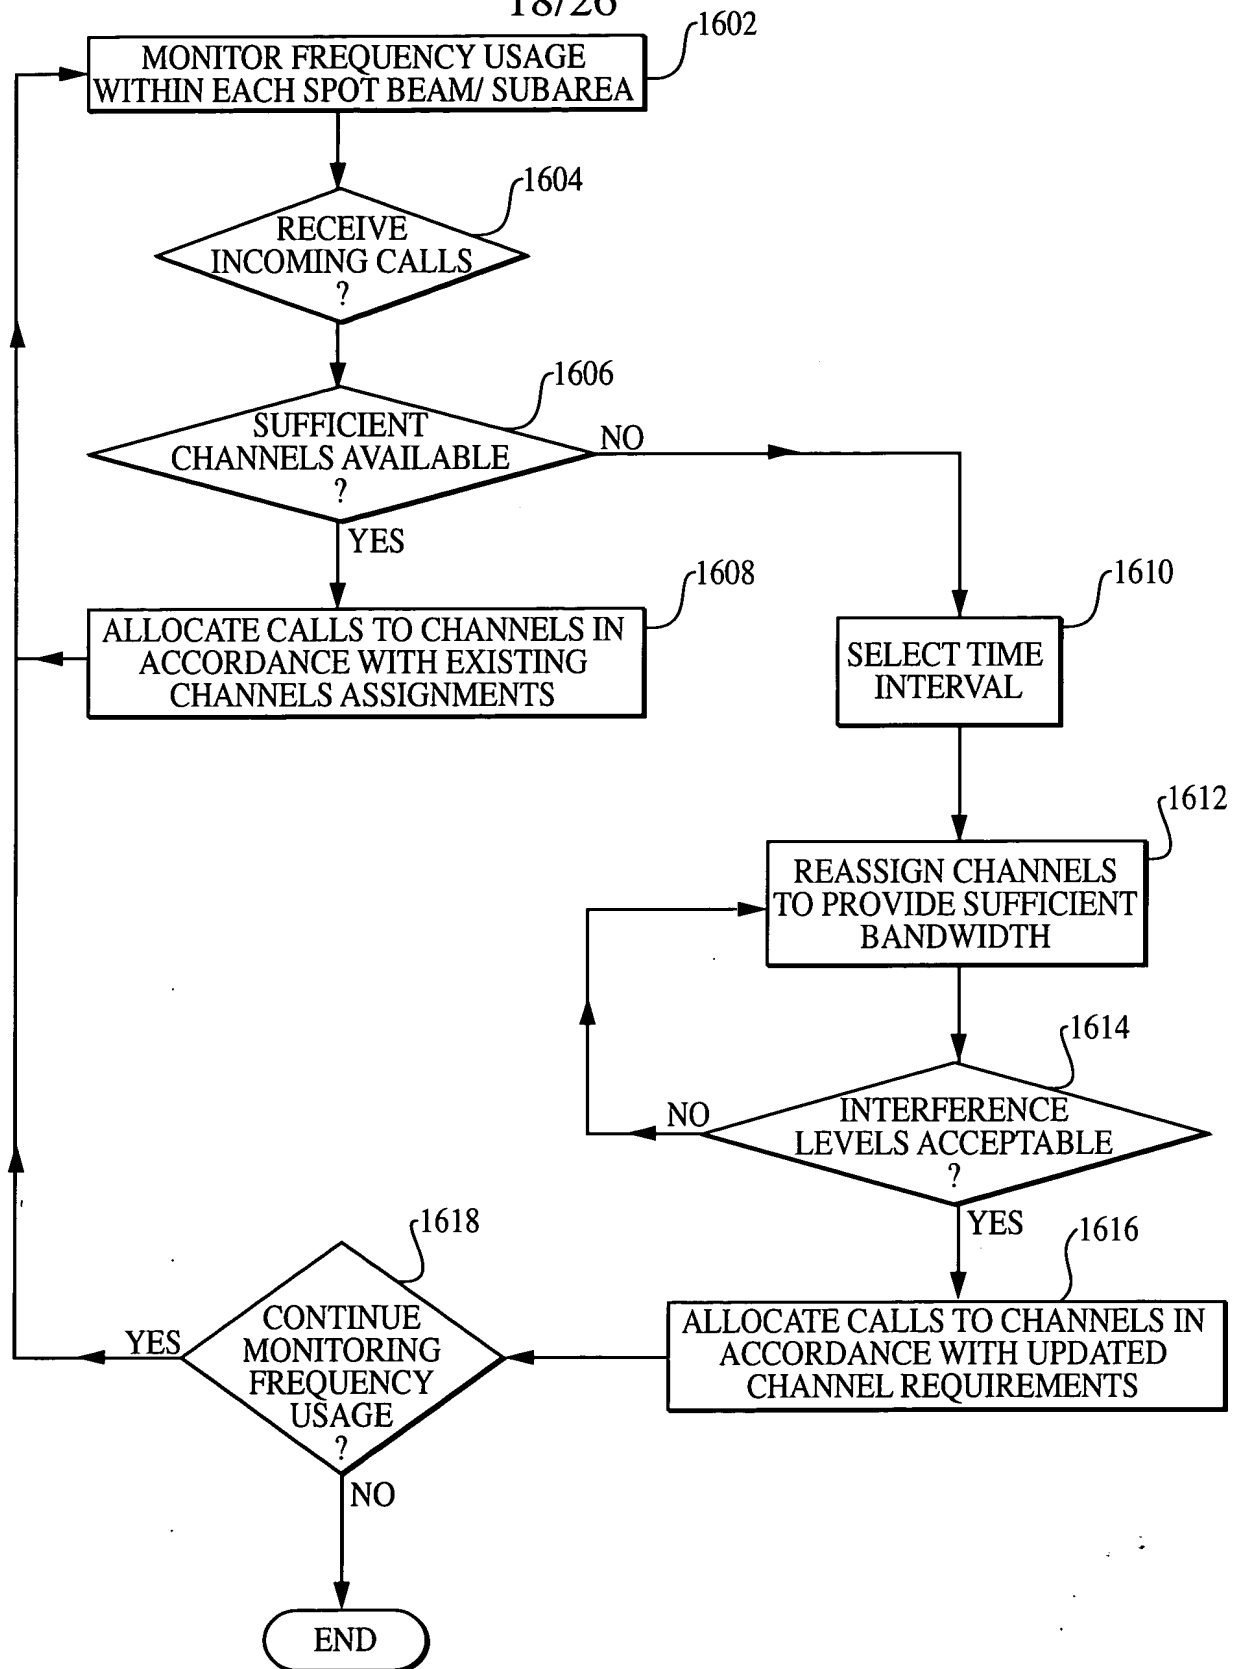 18/26
1602
MONITOR FREQUENCY USAGE
WITHIN EACH SPOT BEAM/ SUBAREA
1604
RECEIVE
INCOMING CALLS
?
1606
SUFFICIENT
CHANNELS AVAILABLE
?
NO
YES
1608
ALLOCATE CALLS TO CHANNELS IN
ACCORDANCE WITH EXISTING
CHANNELS ASSIGNMENTS
1610
SELECT TIME
INTERVAL
1612
REASSIGN CHANNELS
TO PROVIDE SUFFICIENT
BANDWIDTH
1614
INTERFERENCE
LEVELS ACCEPTABLE
?
NO
YES
1616
ALLOCATE CALLS TO CHANNELS IN
ACCORDANCE WITH UPDATED
CHANNEL REQUIREMENTS
1618
CONTINUE
MONITORING
FREQUENCY
USAGE
?
YES
NO
END